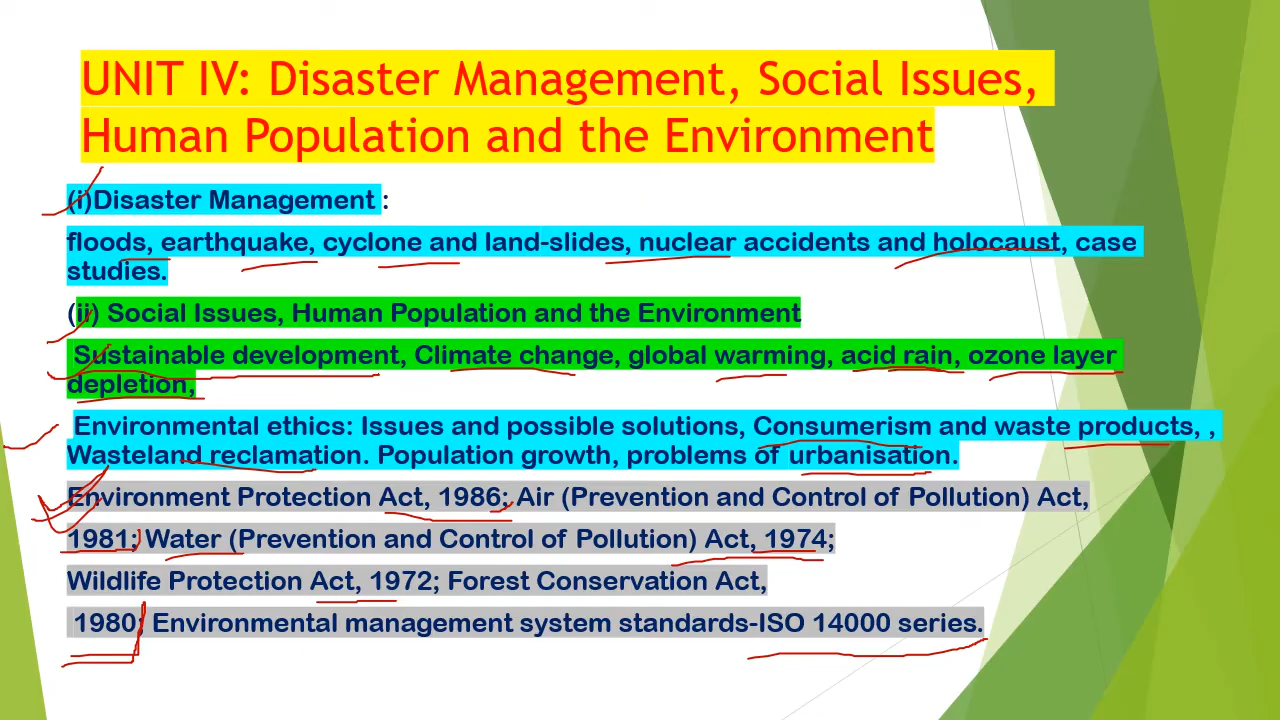 UNIT IV: Disaster Management, Social Issues,
Human Population and the Environment
(i)Disaster Management :
floods, earthquake, cyclone and land-slides, nuclear accidents and holocaust, case
studies.
(ii) Social Issues, Human Population and the Environment
Sustainable development, Climate change, global warming, acid rain, ozone layer
depletion,
Environmental ethics: Issues and possible solutions, Consumerism and waste products, ,
Wasteland reclamation. Population growth, problems of urbanisation.
Environment Protection Act, 1986; Air (Prevention and Control of Pollution) Act,
1981; Water (Prevention and Control of Pollution) Act, 1974;
Wildlife Protection Act, 1972; Forest Conservation Act,
1980; Environmental management system standards-ISO 14000 series.